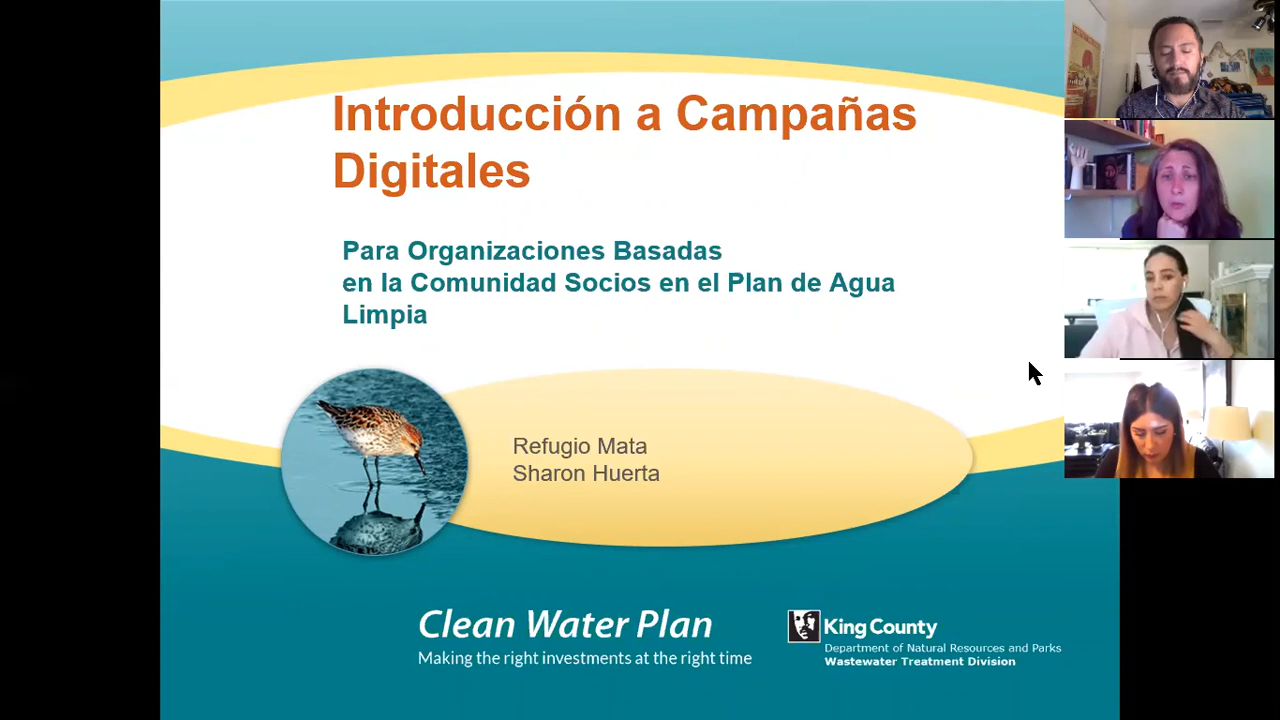 Introducción a Campañas
Digitales
Para Organizaciones Basadas
en la Comunidad Socios en el Plan de Agua
Limpia
Refugio Mata
Sharon Huerta
Clean Water Plan
Making the right investments at the right time
King County
Department of Natural Resources and Parks
Wastewater Treatment Division